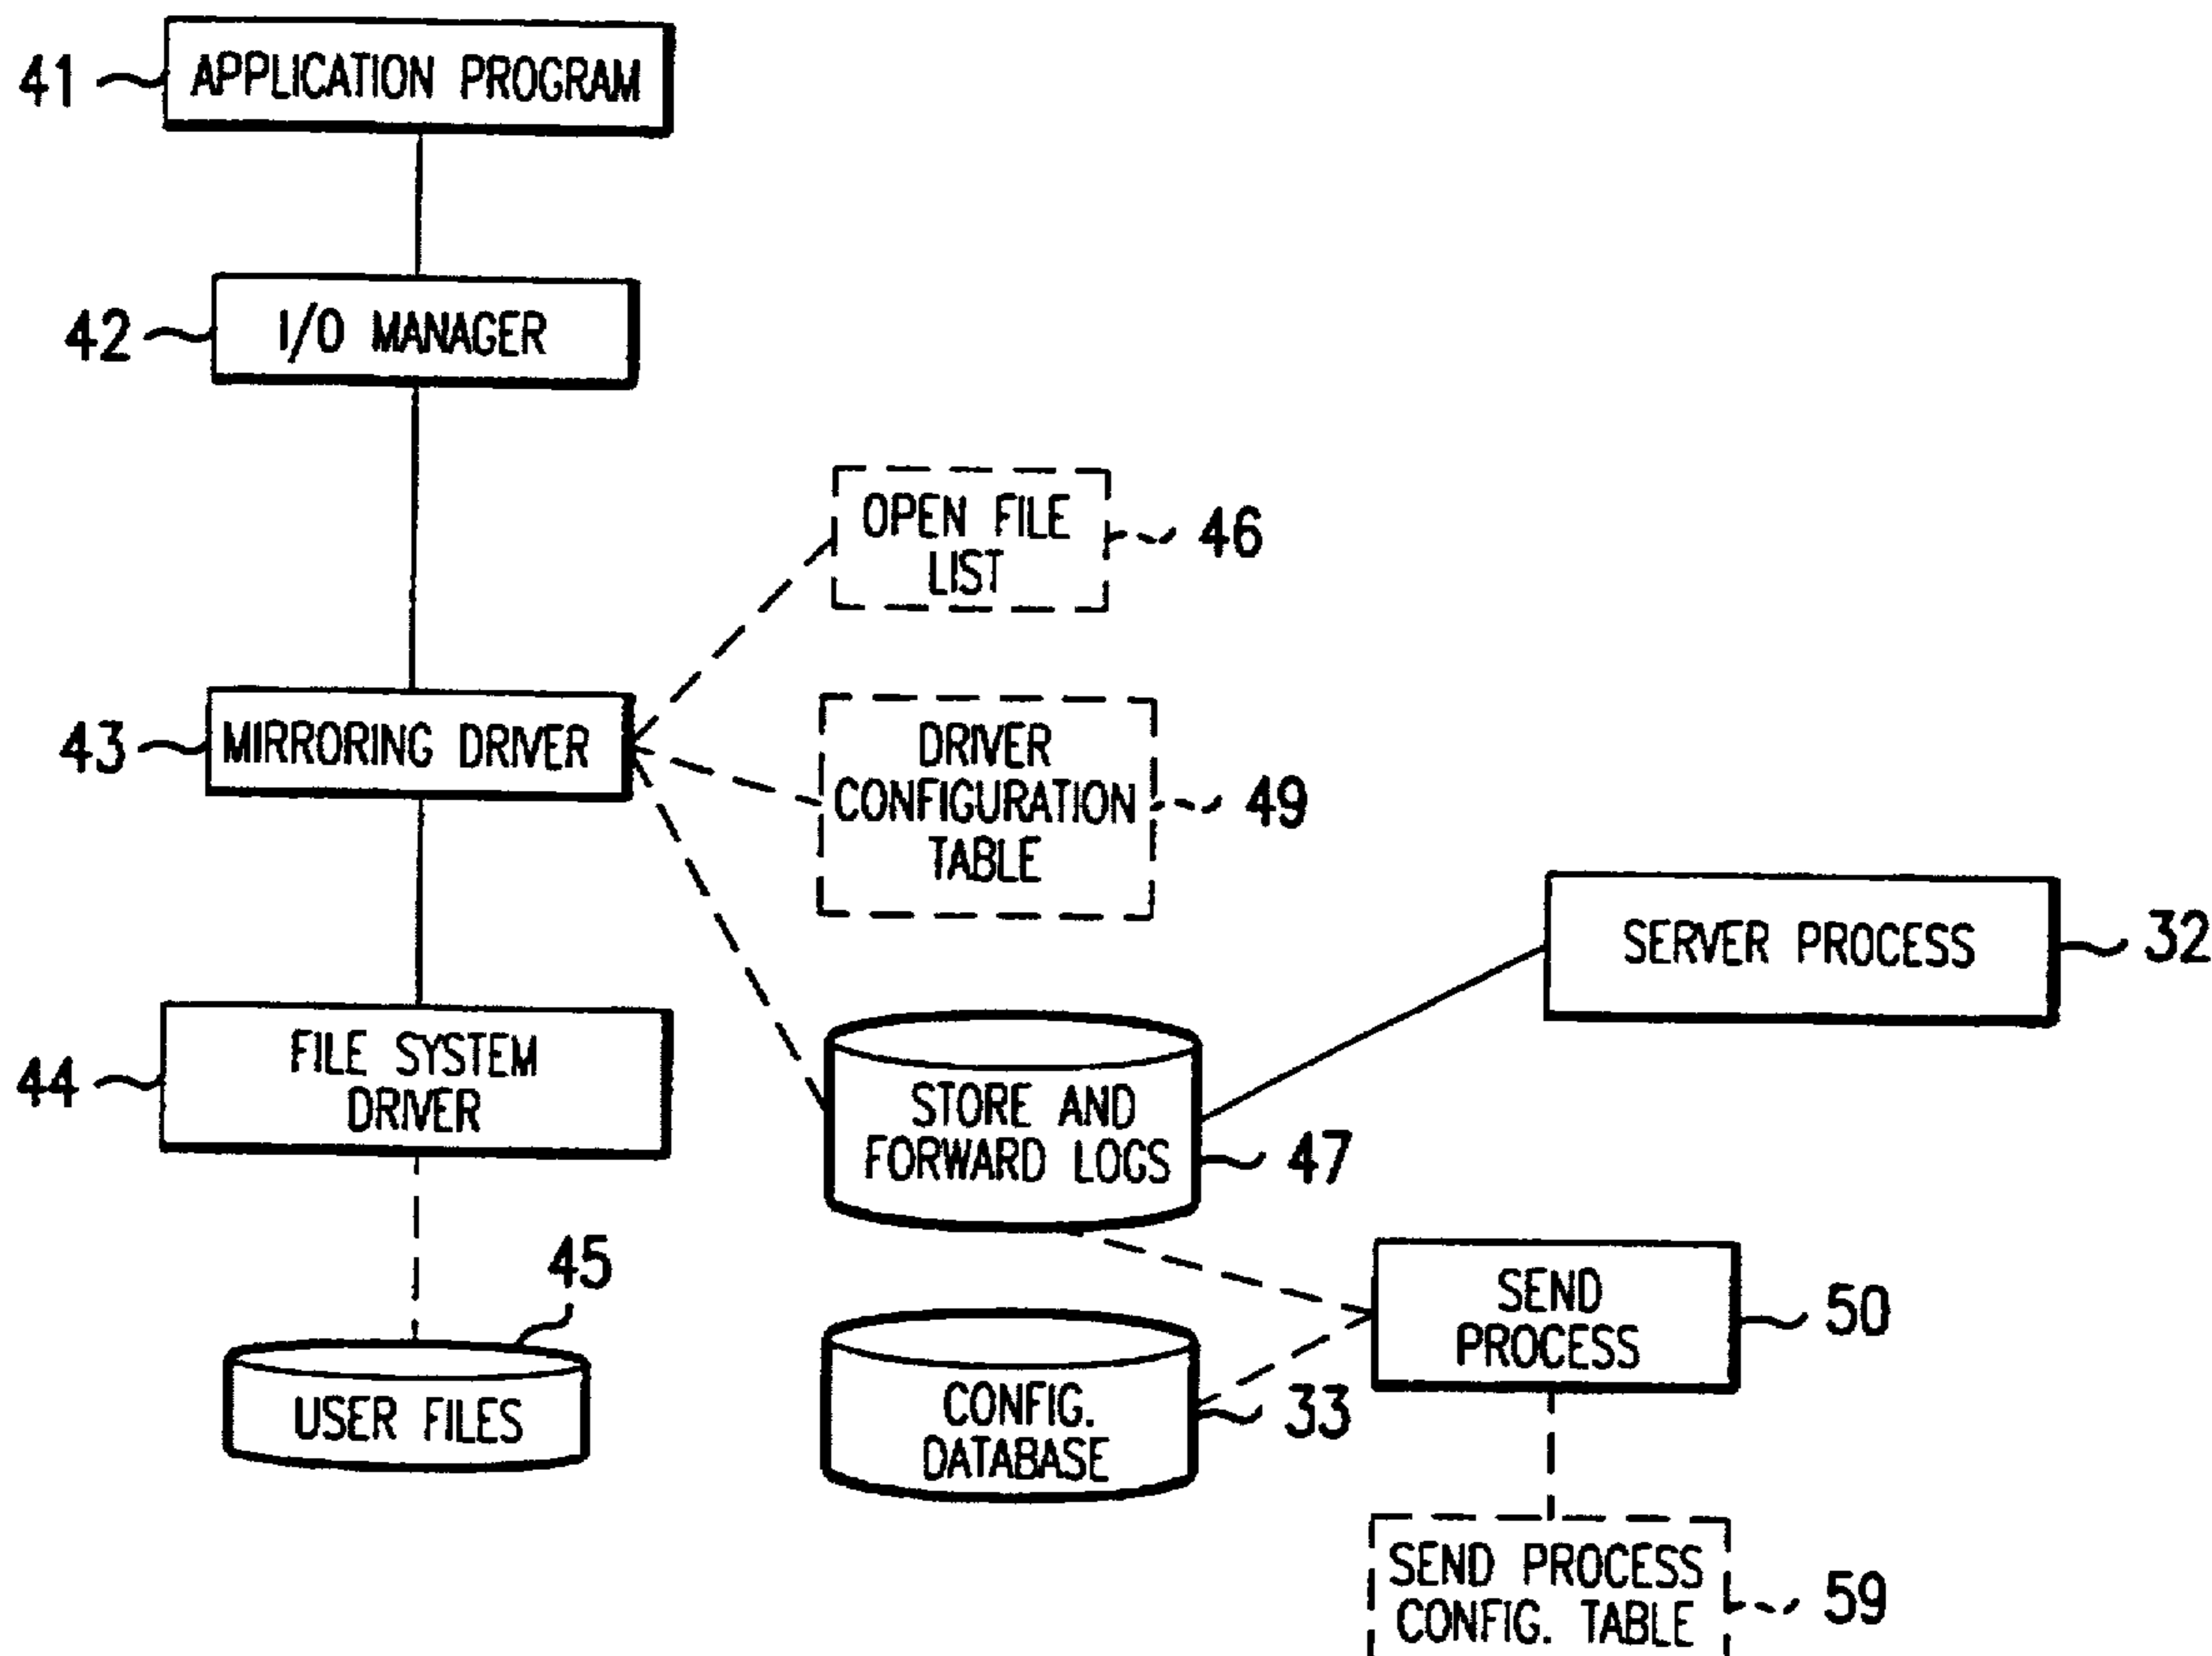 41
APPLICATION PROGRAM
42
I/O MANAGER
OPEN FILE
LIST
46
43
MIRRORING DRIVER
DRIVER
CONFIGURATION
TABLE
49
SERVER PROCESS
32
44
FILE SYSTEM
DRIVER
STORE AND
FORWARD LOGS
47
45
USER FILES
SEND
PROCESS
50
CONFIG.
DATABASE
33
SEND PROCESS
CONFIG. TABLE
59